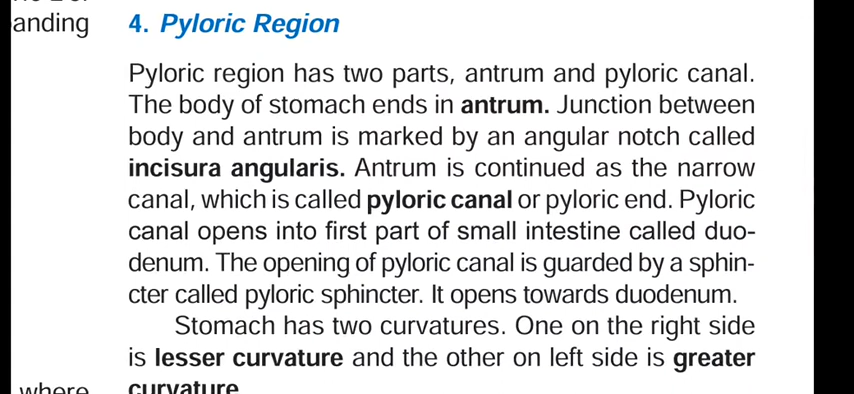 anding
4. Pyloric Region
Pyloric region has two parts, antrum and pyloric canal.
The body of stomach ends in antrum. Junction between
body and antrum is marked by an angular notch called
incisura angularis. Antrum is continued as the narrow
canal, which is called pyloric canal or pyloric end. Pyloric
canal opens into first part of small intestine called duo-
denum. The opening of pyloric canal is guarded by a sphin-
cter called pyloric sphincter. It opens towards duodenum.
Stomach has two curvatures. One on the right side
is lesser curvature and the other on left side is greater
where
curvature